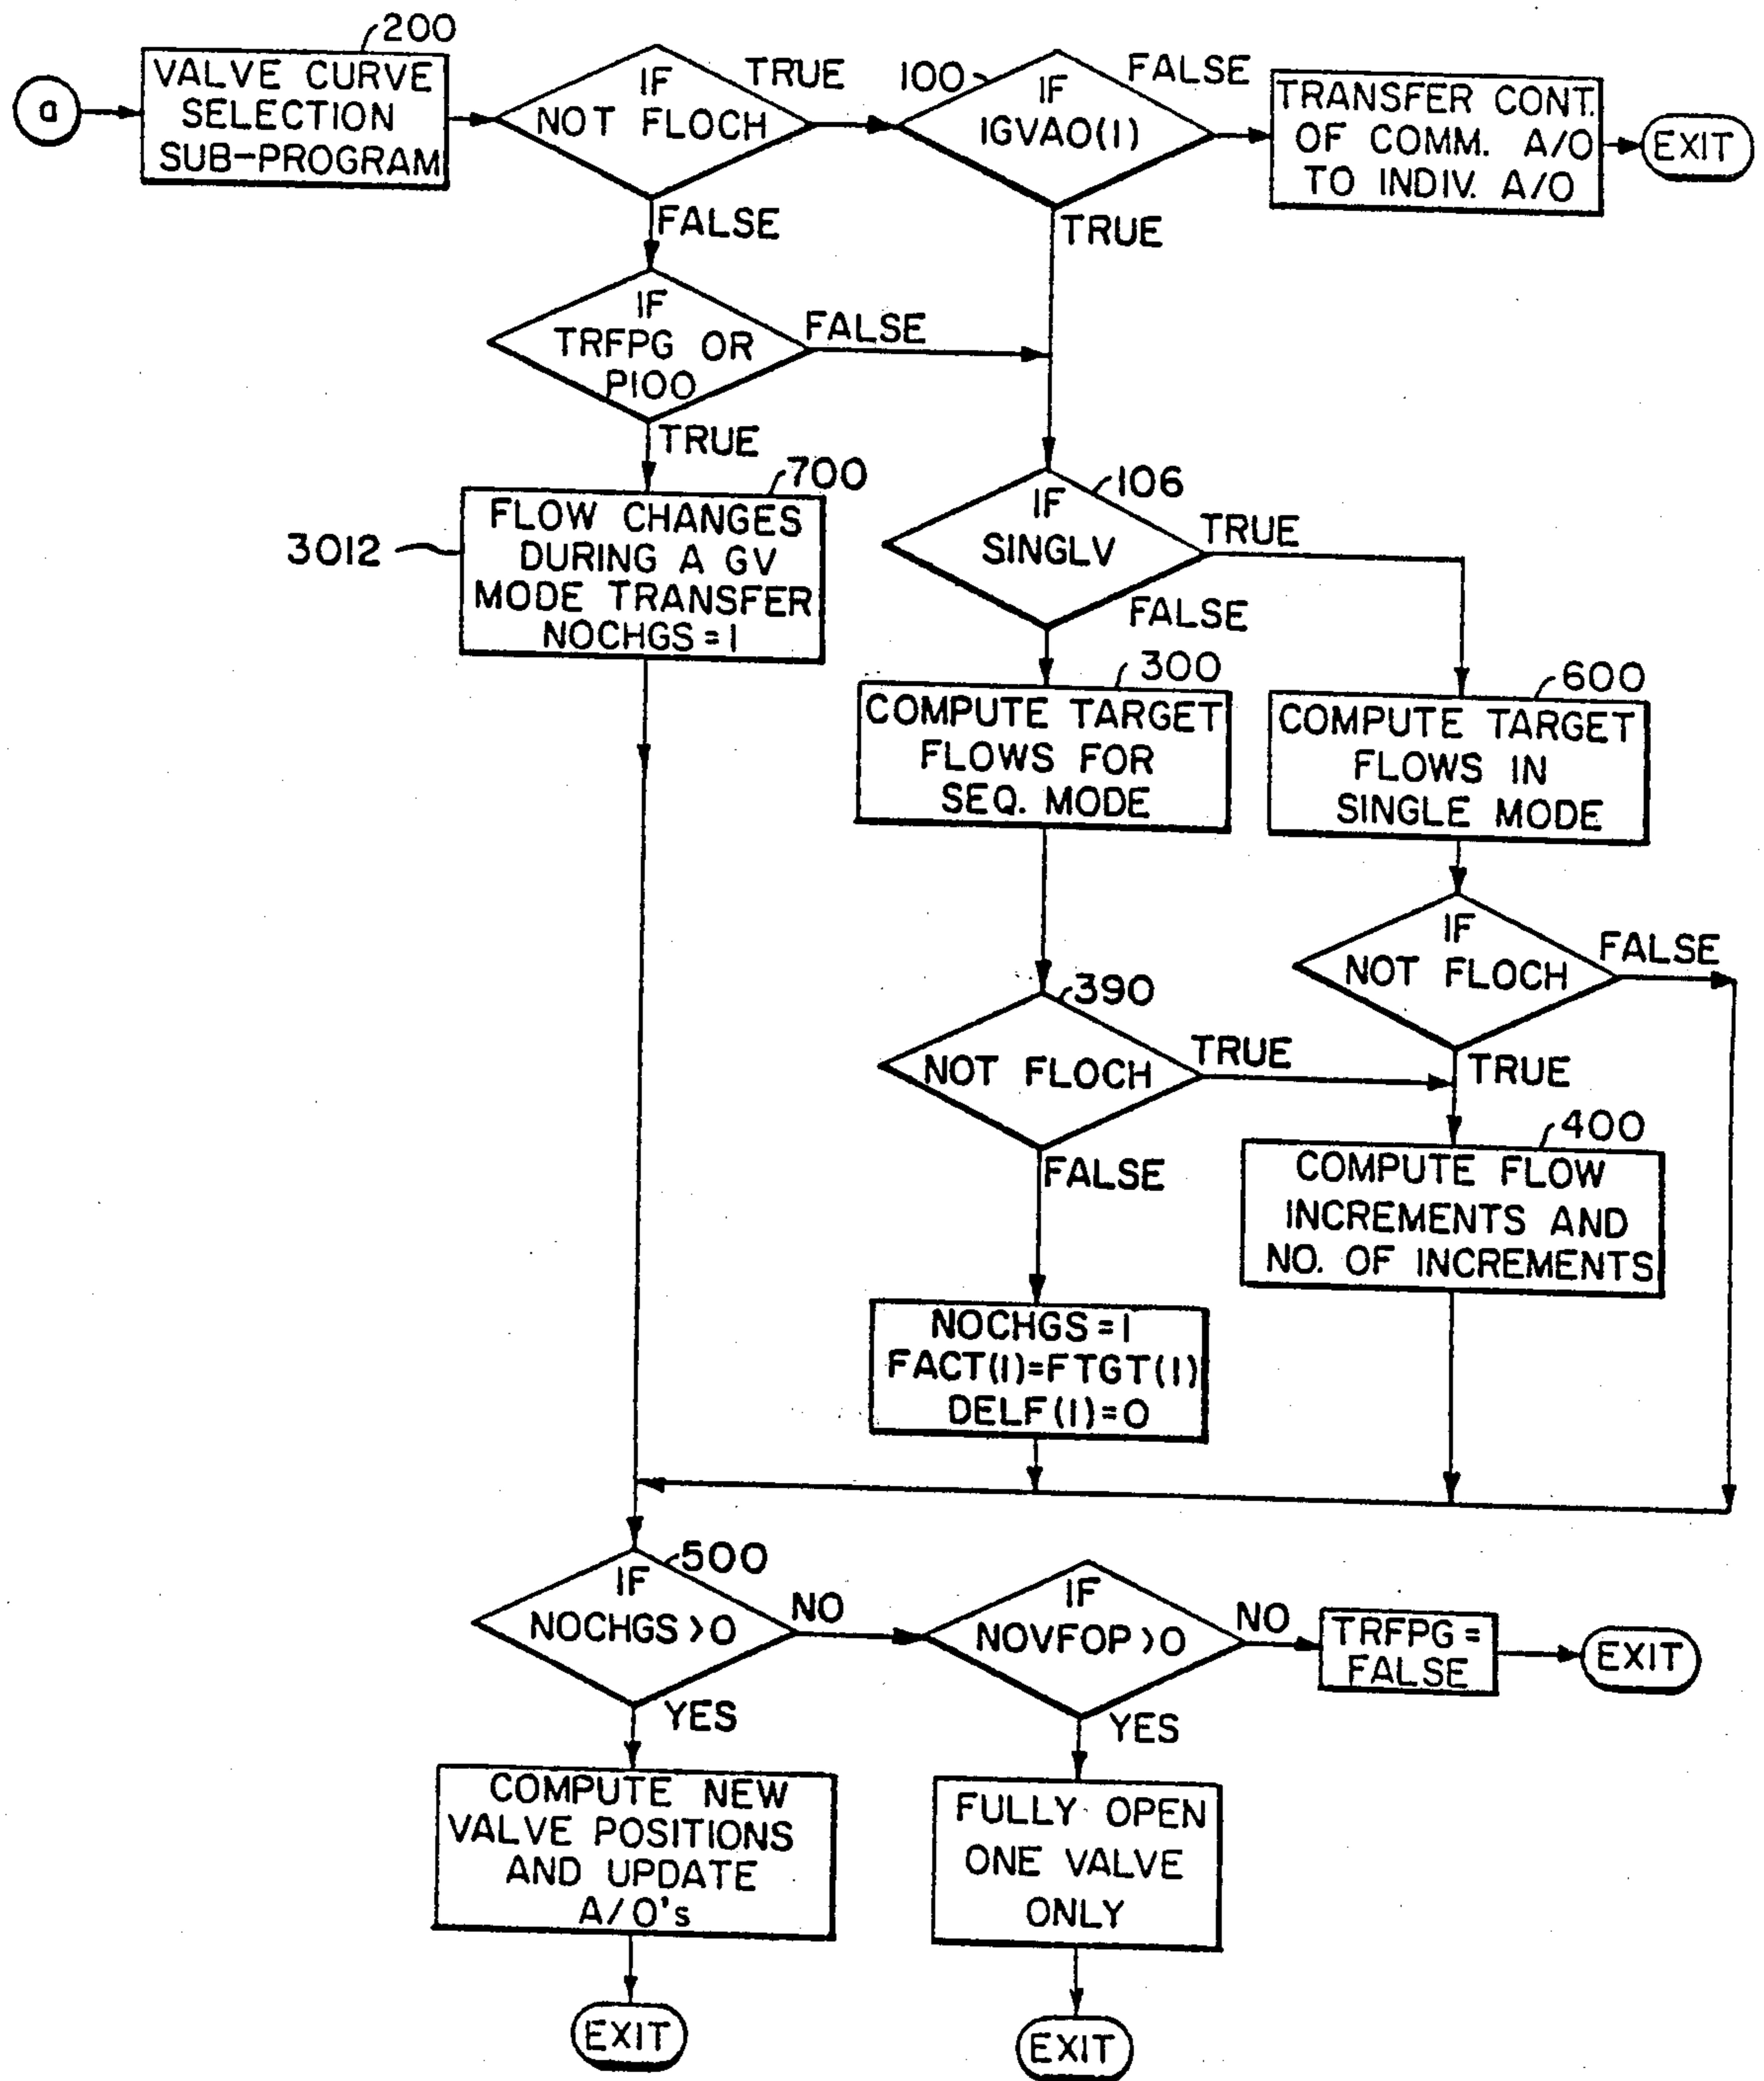 a
200
VALVE CURVE
SELECTION
SUB-PROGRAM
IF
NOT FLOCH
TRUE
FALSE
100
IF
IGVAO(I)
FALSE
TRUE
TRANSFER CONT.
OF COMM. A/O
TO INDIV. A/O
EXIT
IF
TRFPG OR
P100
FALSE
TRUE
700
3012
FLOW CHANGES
DURING A GV
MODE TRANSFER
NOCHGS = 1
106
IF
SINGLV
TRUE
FALSE
300
COMPUTE TARGET
FLOWS FOR
SEQ. MODE
600
COMPUTE TARGET
FLOWS IN
SINGLE MODE
IF
NOT FLOCH
FALSE
TRUE
390
NOT FLOCH
TRUE
FALSE
400
COMPUTE FLOW
INCREMENTS AND
NO. OF INCREMENTS
NOCHGS = 1
FACT(I)=FTGT(I)
DELF(I)=0
500
IF
NOCHGS >0
NO
YES
IF
NOVFOP >0
NO
YES
TRFPG =
FALSE
EXIT
COMPUTE NEW
VALVE POSITIONS
AND UPDATE
A/O's
EXIT
FULLY OPEN
ONE VALVE
ONLY
EXIT